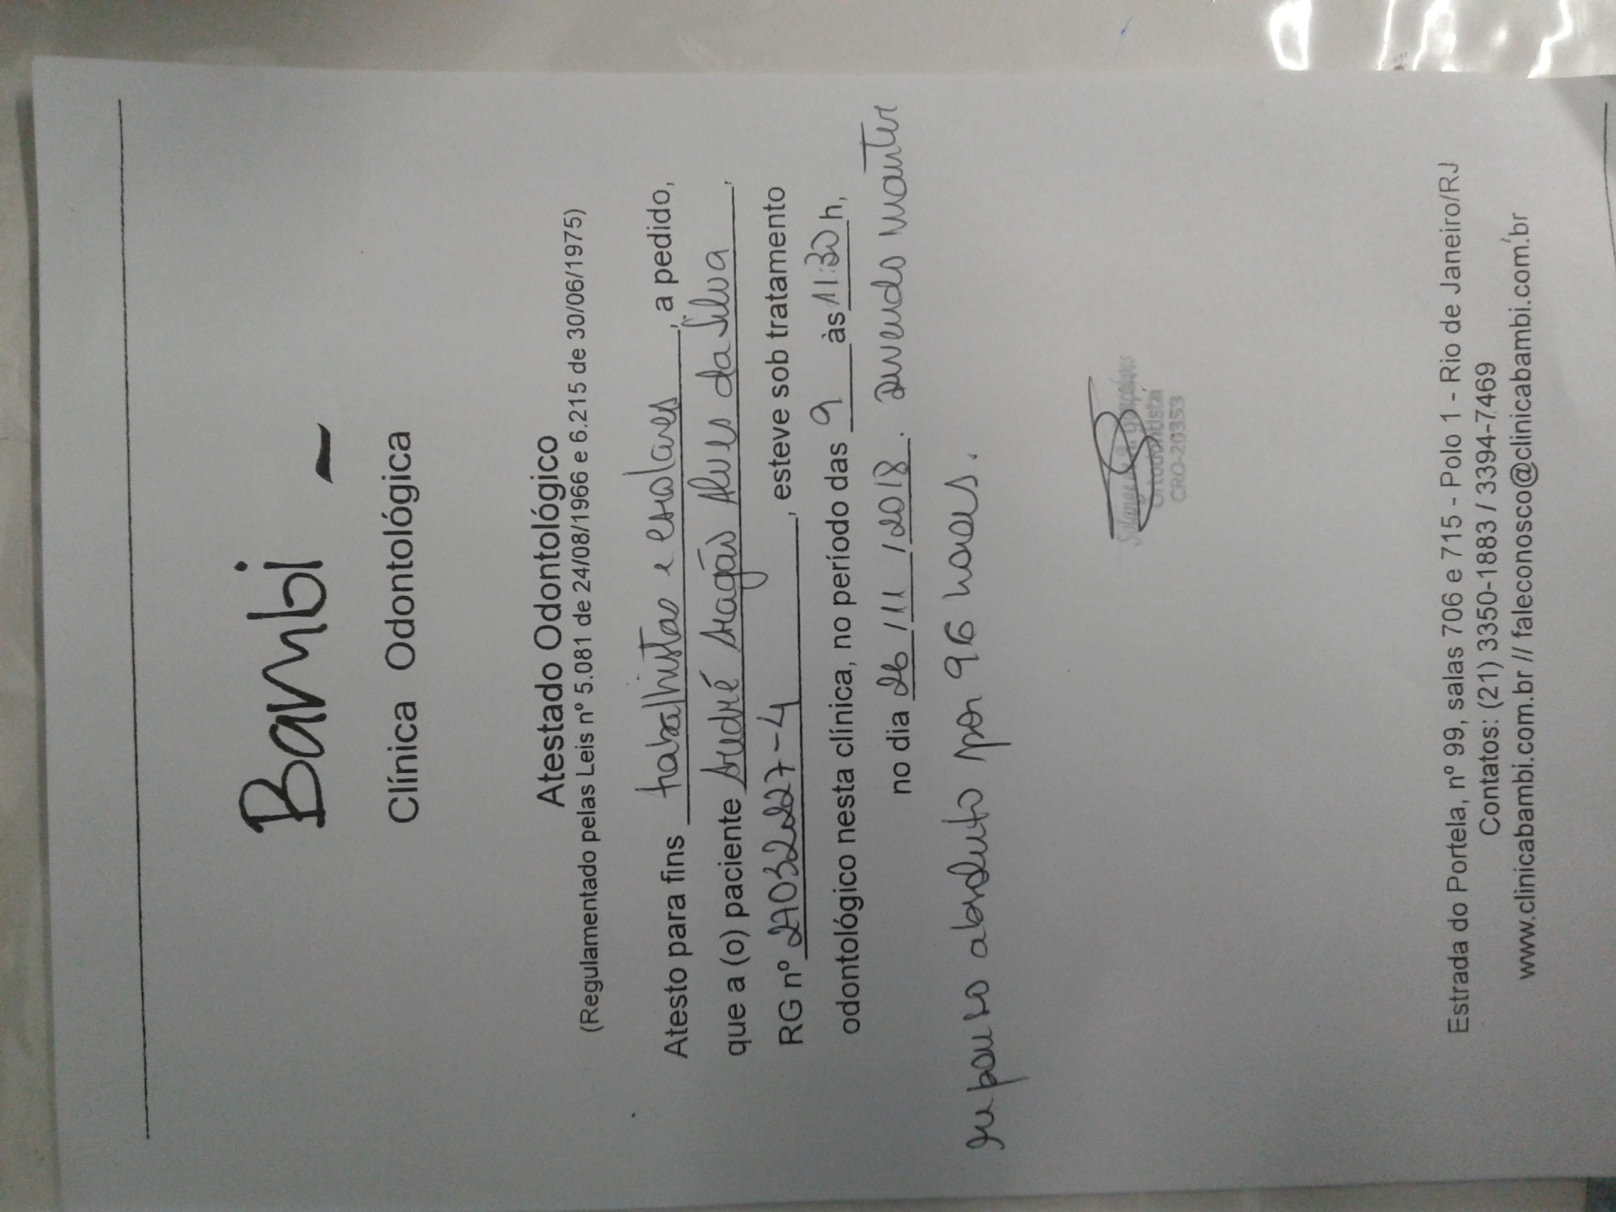 Bambi -
Clínica Odontológica
Atestado Odontológico
(Regulamentado pelas Leis nº 5.081 de 24/08/1966 e 6.215 de 30/06/1975)
Atesto para fins trabalhistas e escolares, a pedido,
que a (o) paciente André Aragão Alves da Silva,
RG nº 27032227-4, esteve sob tratamento
odontológico nesta clínica, no período das 9 às 11:30 h,
no dia 26/11/2018. devendo manter
repouso absoluto por 96 horas.
Solange
Ortodontista
CRO-20353
Estrada do Portela, nº 99, salas 706 e 715 - Polo 1 - Rio de Janeiro/RJ
Contatos: (21) 3350-1883 / 3394-7469
www.clinicabambi.com.br // faleconosco@clinicabambi.com.br